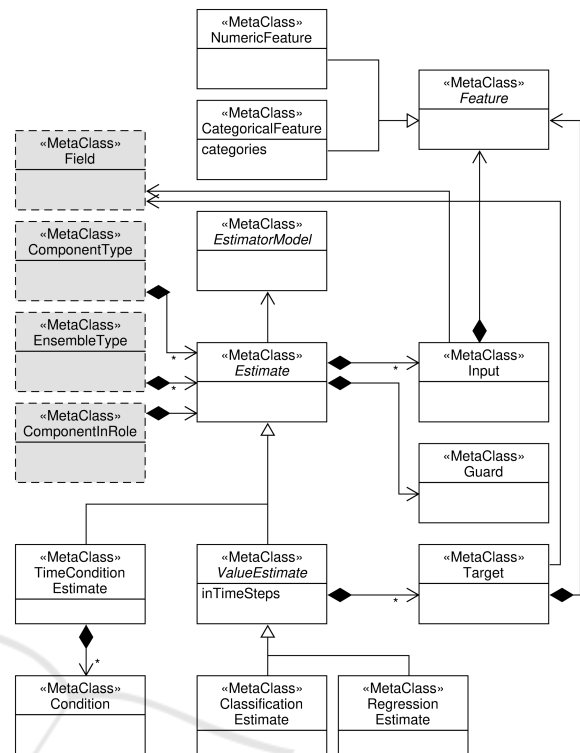 «MetaClass»
NumericFeature
«MetaClass»
Feature
«MetaClass»
CategoricalFeature
categories
«MetaClass»
Field
«MetaClass»
EstimatorModel
«MetaClass»
ComponentType
*
«MetaClass»
EnsembleType
*
«MetaClass»
Estimate
*
«MetaClass»
Input
«MetaClass»
ComponentInRole
«MetaClass»
Guard
«MetaClass»
TimeCondition
Estimate
*
«MetaClass»
ValueEstimate
inTimeSteps
*
«MetaClass»
Target
«MetaClass»
Condition
«MetaClass»
Classification
Estimate
«MetaClass»
Regression
Estimate